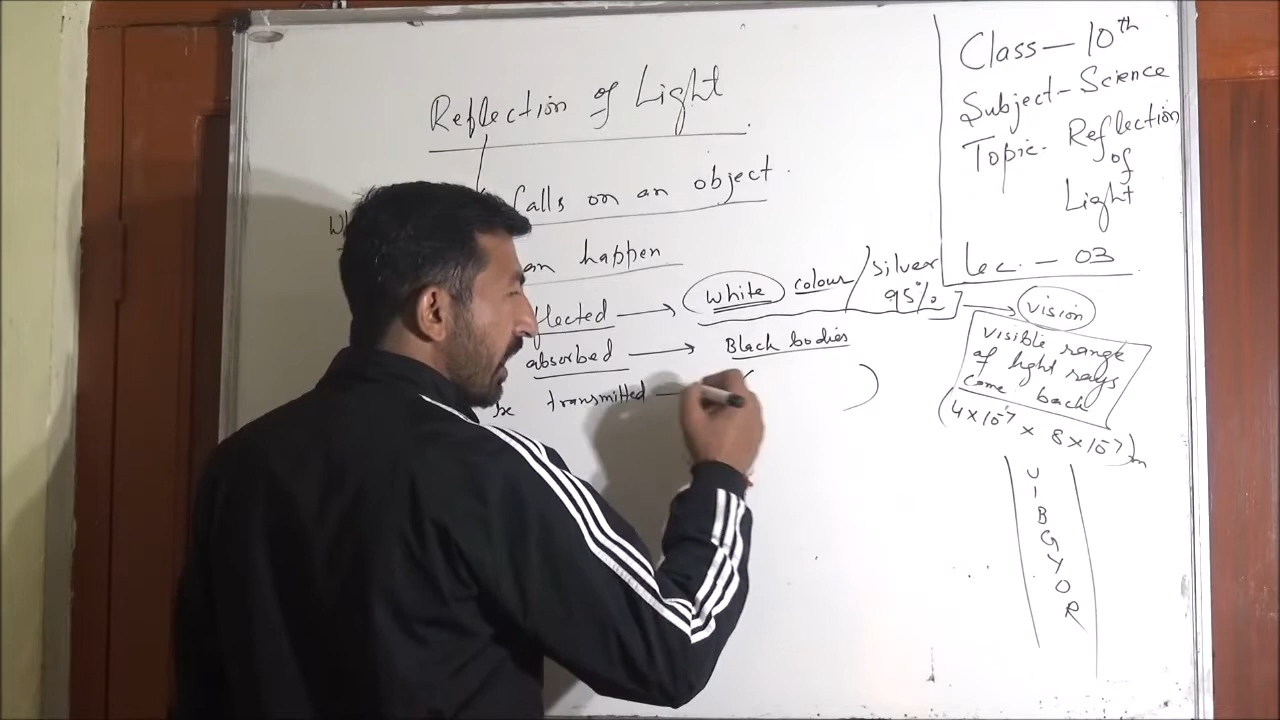 Reflection of Light
falls on an object.
an happen
flected → white colour / Silver 95%
absorbed → Black bodies
be transmitted
Class - 10th
Subject - Science
Topic - Reflection
of
Light
Lec. - 03
vision
visible range
of light rays
come back
(4×10⁻⁷ × 8×10⁻⁷)m
V
I
B
G
Y
O
R